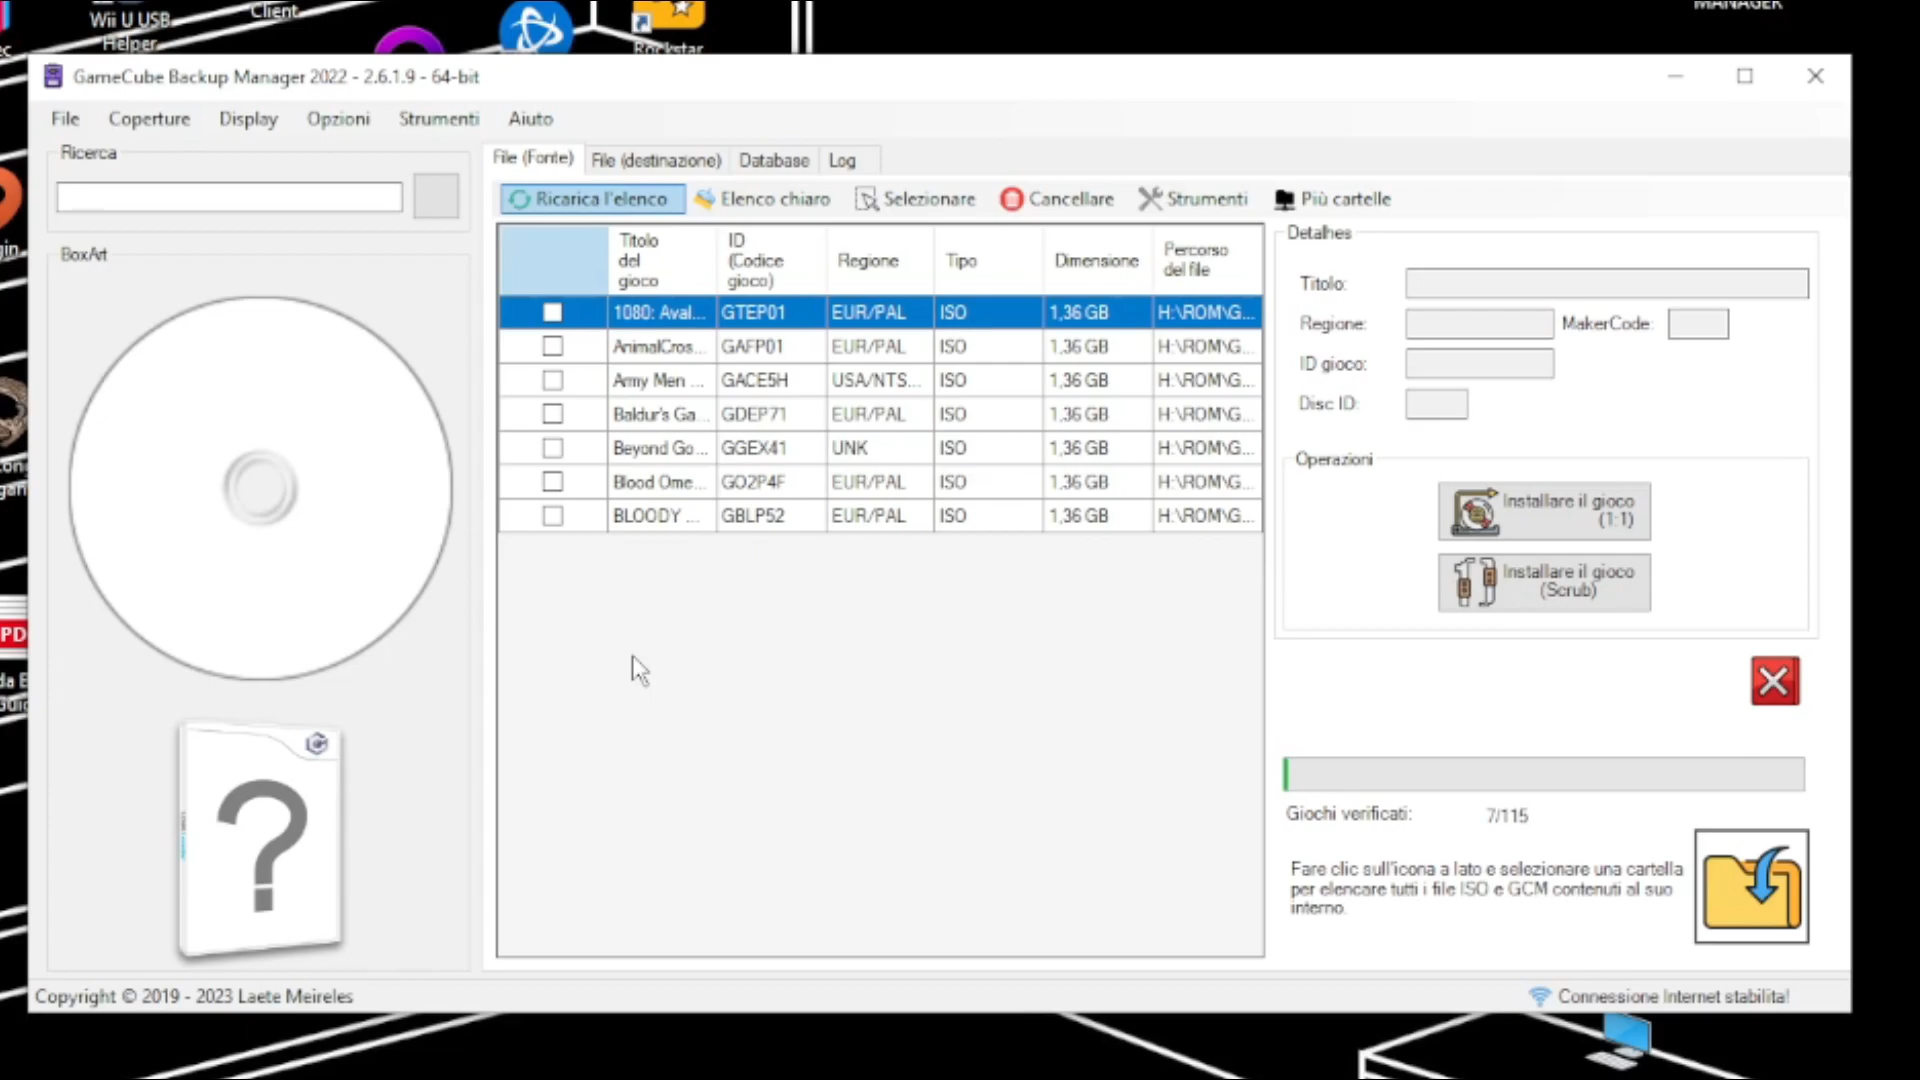 Wii U USB
Helper
Client
Rockstar
MANAGER
GameCube Backup Manager 2022 - 2.6.1.9 - 64-bit
File Coperture Display Opzioni Strumenti Aiuto
Ricerca
BoxArt
File (Fonte) File (destinazione) Database Log
Ricarica l'elenco Elenco chiaro Selezionare Cancellare Strumenti Più cartelle
Titolo del gioco ID (Codice gioco) Regione Tipo Dimensione Percorso del file
1080: Aval... GTEP01 EUR/PAL ISO 1,36 GB H:\ROM\G...
AnimalCros... GAFP01 EUR/PAL ISO 1,36 GB H:\ROM\G...
Army Men ... GACE5H USA/NTS... ISO 1,36 GB H:\ROM\G...
Baldur's Ga... GDEP71 EUR/PAL ISO 1,36 GB H:\ROM\G...
Beyond Go... GGEX41 UNK ISO 1,36 GB H:\ROM\G...
Blood Ome... GO2P4F EUR/PAL ISO 1,36 GB H:\ROM\G...
BLOODY ... GBLP52 EUR/PAL ISO 1,36 GB H:\ROM\G...
Detalhes
Titolo:
Regione: MakerCode:
ID gioco:
Disc ID:
Operazioni
Installare il gioco
(1:1)
Installare il gioco
(Scrub)
Giochi verificati: 7/115
Fare clic sull'icona a lato e selezionare una cartella
per elencare tutti i file ISO e GCM contenuti al suo
interno.
Copyright © 2019 - 2023 Laete Meireles
Connessione Internet stabilita!